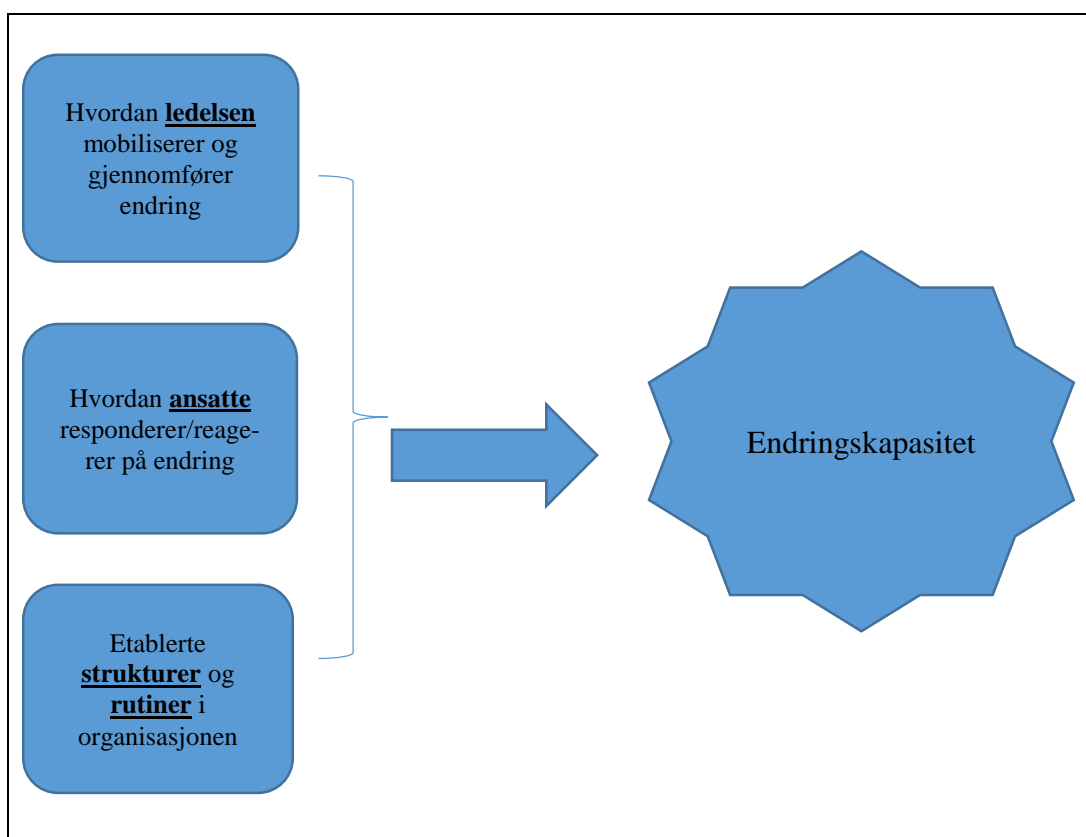 Hvordan ledelsen
mobiliserer og
gjennomfører
endring
Hvordan ansatte
responderer/reage-
rer på endring
Etablerte
strukturer og
rutiner i
organisasjonen
Endringskapasitet